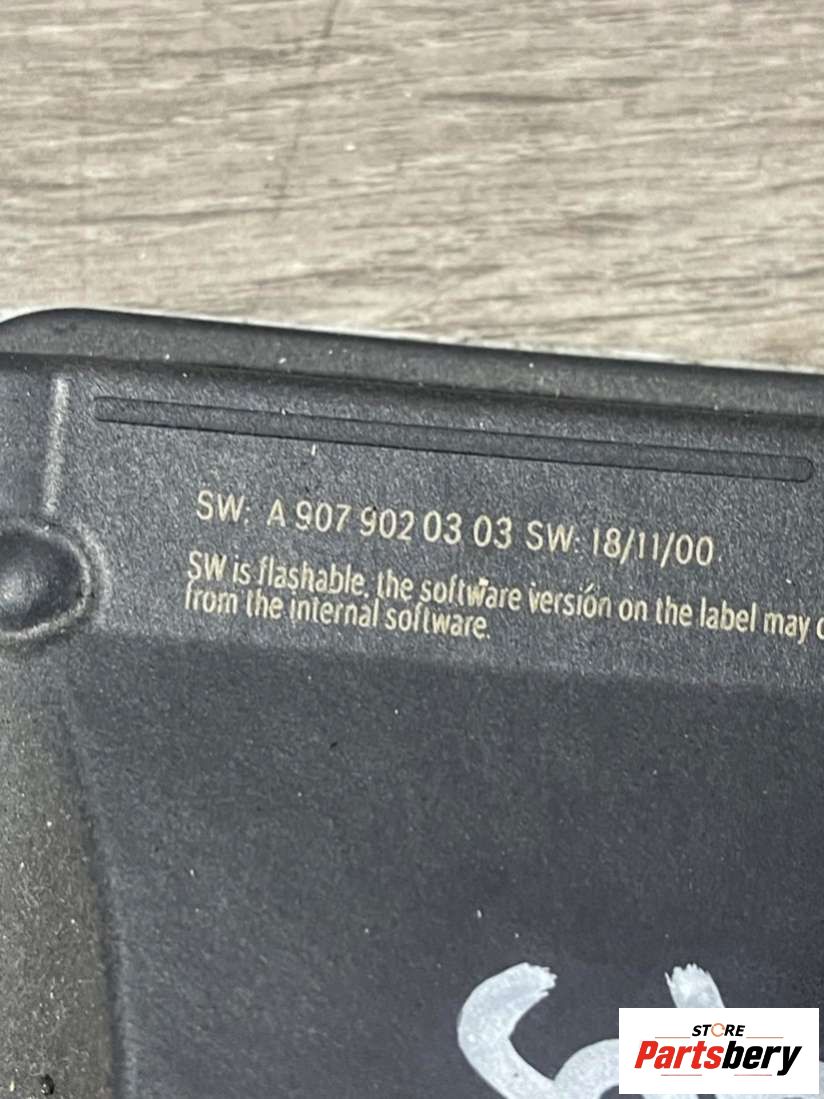 SW: A 907 902 03 03 SW: 18/11/00
SW is flashable, the software version on the label may
from the internal software.
STORE
Partsbery